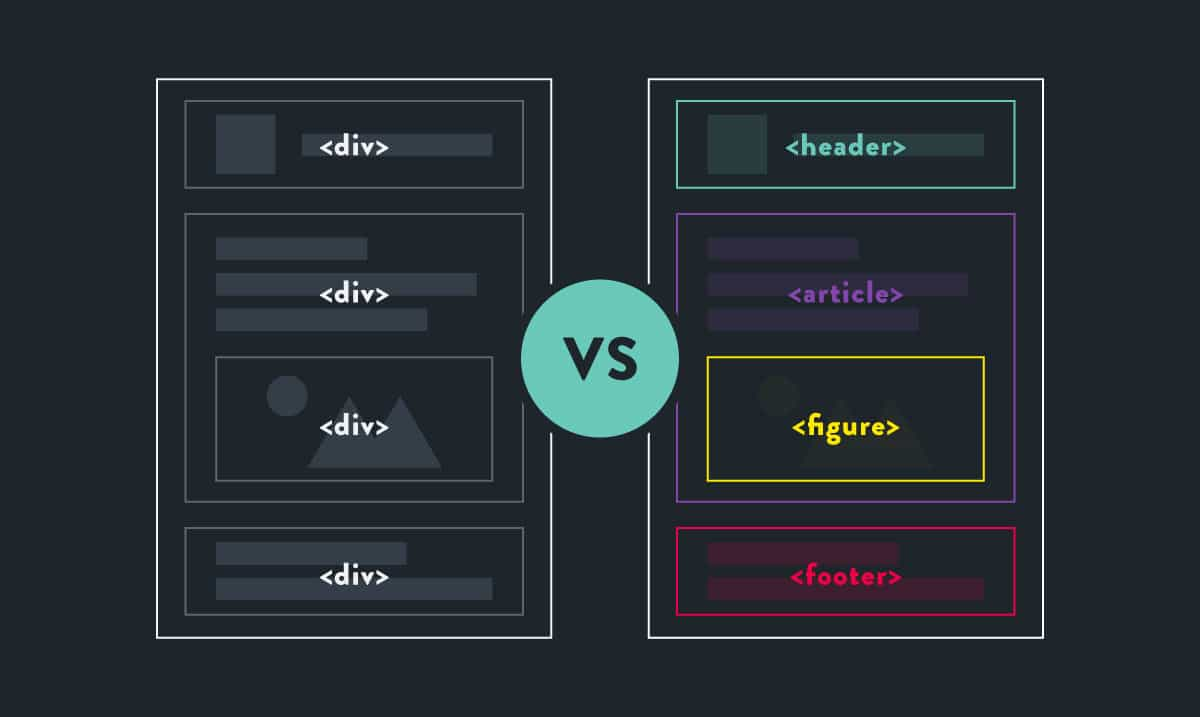 <div>
<div>
<div>
<div>
VS
<header>
<article>
<figure>
<footer>